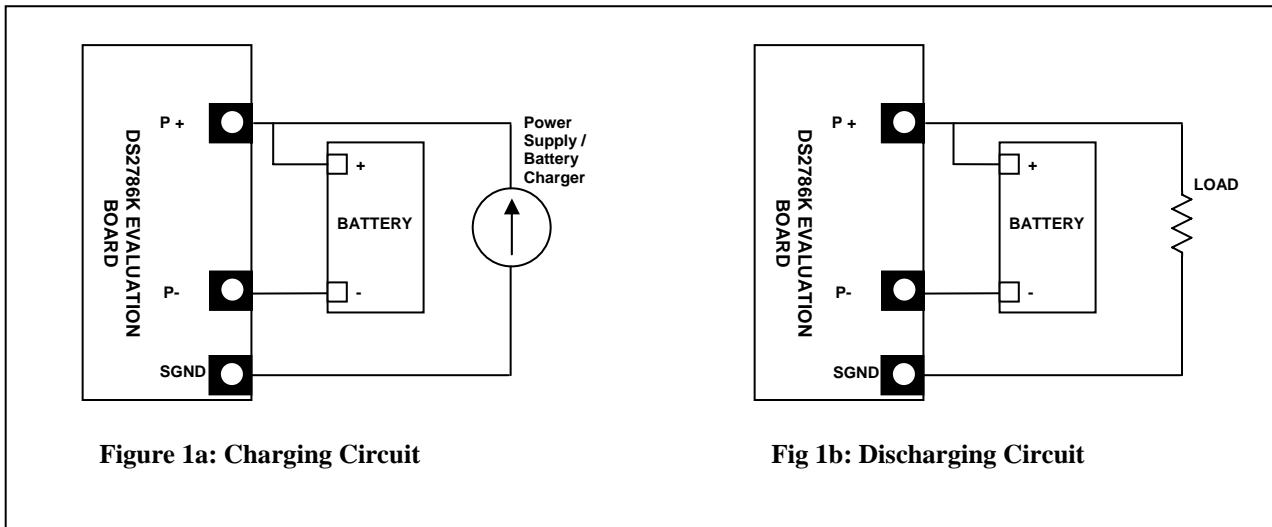 P +
DS2786K EVALUATION
BOARD
+
BATTERY
P-
-
SGND
Power
Supply /
Battery
Charger
Figure 1a: Charging Circuit
P +
DS2786K EVALUATION
BOARD
+
BATTERY
P-
-
SGND
LOAD
Fig 1b: Discharging Circuit